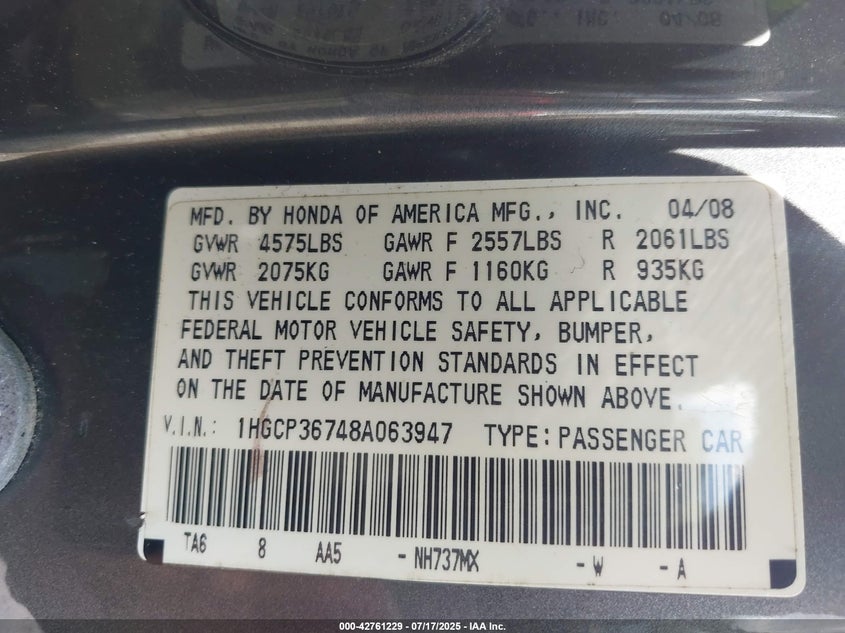 MFD. BY HONDA OF AMERICA MFG., INC. 04/08
GVWR 4575LBS GAWR F 2557LBS R 2061LBS
GVWR 2075KG GAWR F 1160KG R 935KG
THIS VEHICLE CONFORMS TO ALL APPLICABLE
FEDERAL MOTOR VEHICLE SAFETY, BUMPER,
AND THEFT PREVENTION STANDARDS IN EFFECT
ON THE DATE OF MANUFACTURE SHOWN ABOVE.
V.I.N.: 1HGCP36748A063947 TYPE: PASSENGER CAR
TA6 8 AA5 - NH737MX - W - A
000-42761229 - 07/17/2025 - IAA Inc.